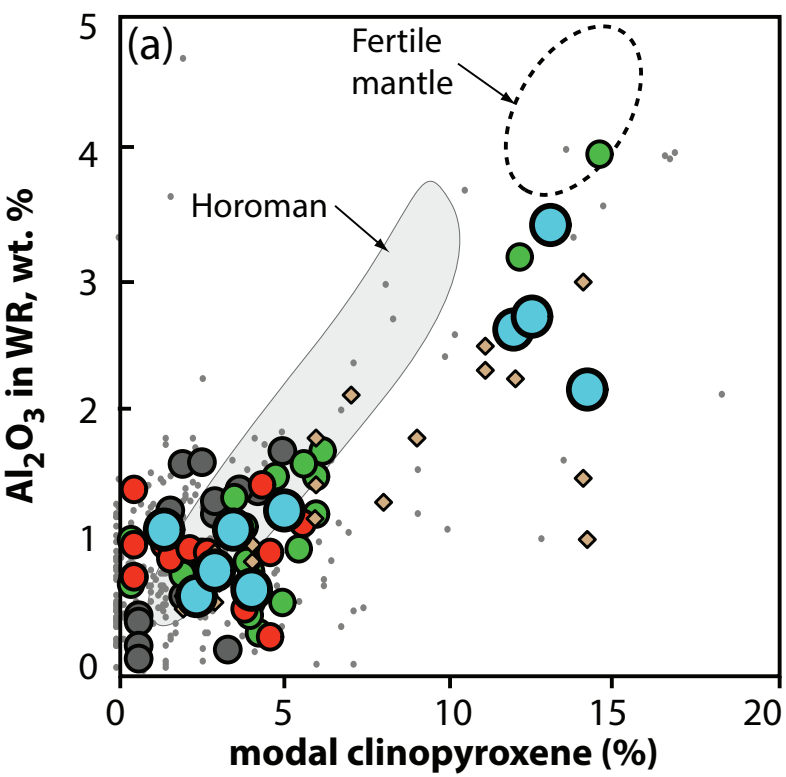 (a)
Fertile
mantle
Horoman
5
4
3
2
1
0
Al₂O₃ in WR, wt. %
0 5 10 15 20
modal clinopyroxene (%)